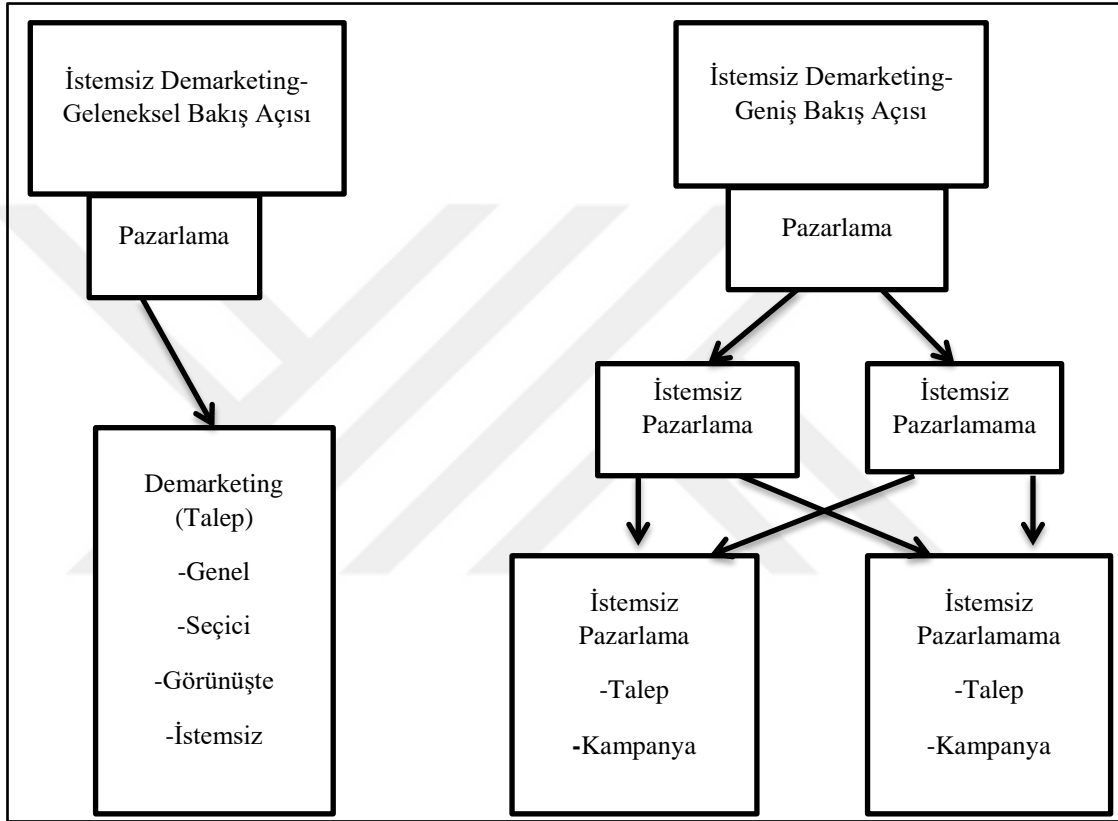 İstemsiz Demarketing-
Geleneksel Bakış Açısı
Pazarlama
Demarketing
(Talep)
-Genel
-Seçici
-Görünüşte
-İstemsiz
İstemsiz Demarketing-
Geniş Bakış Açısı
Pazarlama
İstemsiz
Pazarlama
İstemsiz
Pazarlamama
İstemsiz
Pazarlama
-Talep
-Kampanya
İstemsiz
Pazarlamama
-Talep
-Kampanya